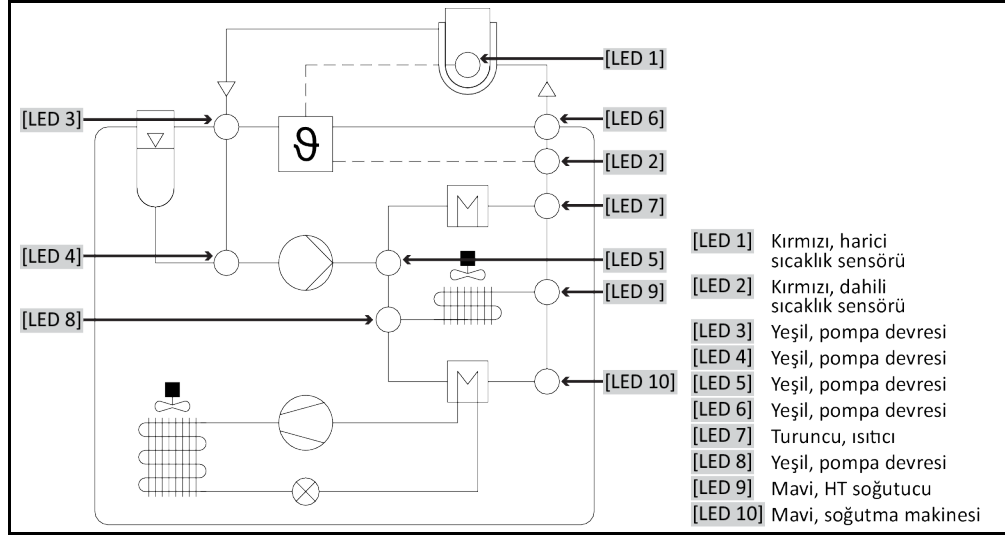 [LED 1]
[LED 3]
[LED 6]
ϑ
[LED 2]
[LED 7]
[LED 4]
[LED 5]
[LED 9]
[LED 8]
[LED 10]
[LED 1] Kırmızı, harici
sıcaklık sensörü
[LED 2] Kırmızı, dahili
sıcaklık sensörü
[LED 3] Yeşil, pompa devresi
[LED 4] Yeşil, pompa devresi
[LED 5] Yeşil, pompa devresi
[LED 6] Yeşil, pompa devresi
[LED 7] Turuncu, ısıtıcı
[LED 8] Yeşil, pompa devresi
[LED 9] Mavi, HT soğutucu
[LED 10] Mavi, soğutma makinesi